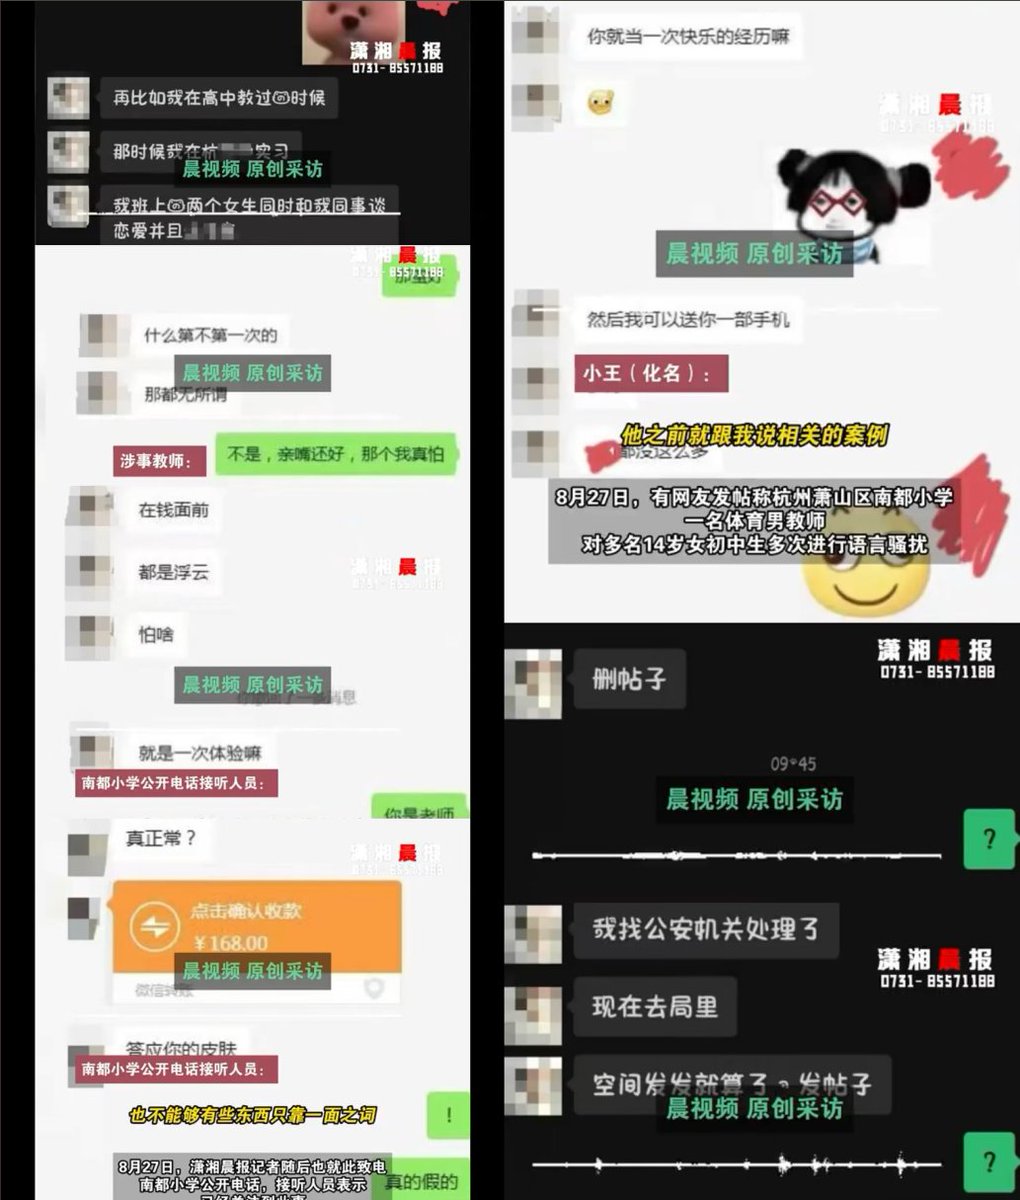 潇湘晨报
0731-85571188
再比如我在高中教过㊣时候
那时候我在杭
实习
晨视频 原创采访
我班上㊣两个女生同时和我同事谈
恋爱并且
潇湘晨报
0731-85571188
什么第不第一次的
晨视频 原创采访
那都无所谓
不是，亲嘴还好，那个我真怕
涉事教师：
在钱面前
都是浮云
潇湘晨报
0731-85571188
怕啥
晨视频 原创采访
就是一次体验嘛
南都小学公开电话接听人员：
你是老师
真正常？
潇湘晨报
0731-85571188
点击确认收款
￥168.00
晨视频 原创采访
微信转账
答应你的皮肤
南都小学公开电话接听人员：
也不能够有些东西只靠一面之词
！
8月27日，潇湘晨报记者随后也就此致电
南都小学公开电话，接听人员表示
真的假的
你就当一次快乐的经历嘛
潇湘晨报
0731-85571188
晨视频 原创采访
然后我可以送你一部手机
小王（化名）：
他之前就跟我说相关的案例
都没这么多
8月27日，有网友发帖称杭州萧山区南都小学
一名体育男教师
对多名14岁女初中生多次进行语言骚扰
潇湘晨报
0731-85571188
删帖子
09:45
晨视频 原创采访
？
我找公安机关处理了
潇湘晨报
0731-85571188
现在去局里
空间发发就算了。发帖子
晨视频 原创采访
？